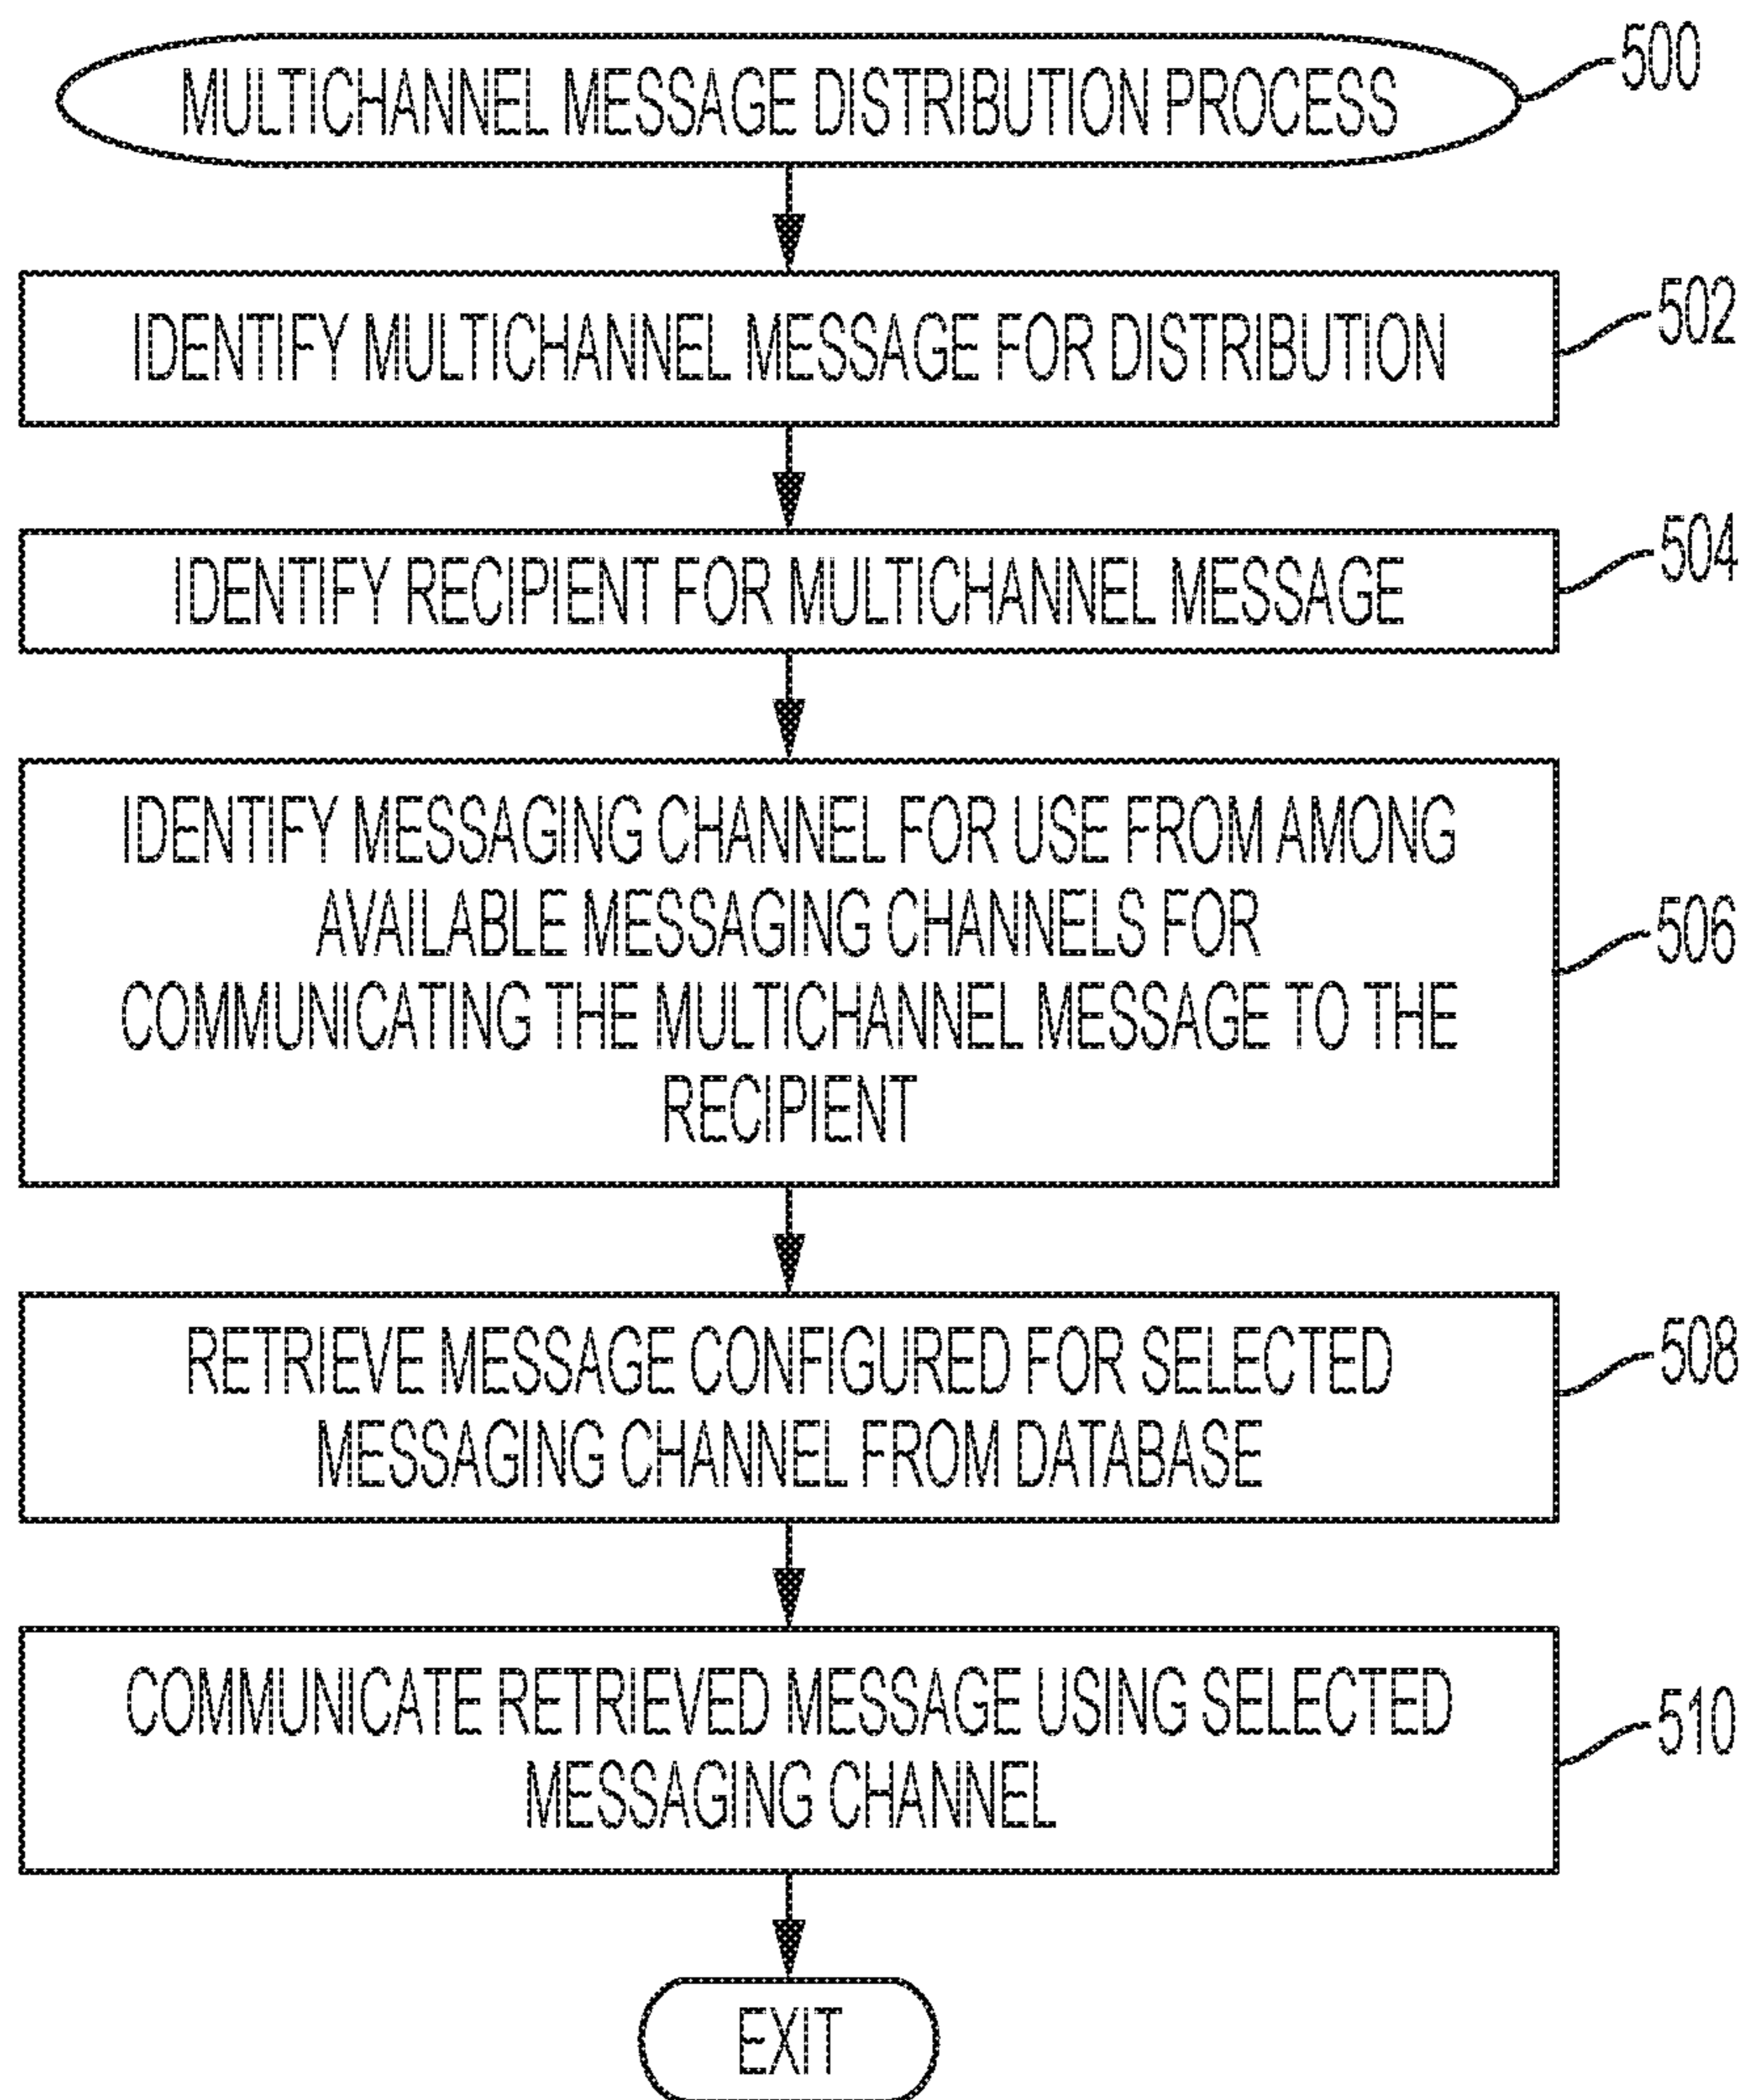 MULTICHANNEL MESSAGE DISTRIBUTION PROCESS
500
IDENTIFY MULTICHANNEL MESSAGE FOR DISTRIBUTION
502
IDENTIFY RECIPIENT FOR MULTICHANNEL MESSAGE
504
IDENTIFY MESSAGING CHANNEL FOR USE FROM AMONG
AVAILABLE MESSAGING CHANNELS FOR
COMMUNICATING THE MULTICHANNEL MESSAGE TO THE
RECIPIENT
506
RETRIEVE MESSAGE CONFIGURED FOR SELECTED
MESSAGING CHANNEL FROM DATABASE
508
COMMUNICATE RETRIEVED MESSAGE USING SELECTED
MESSAGING CHANNEL
510
EXIT